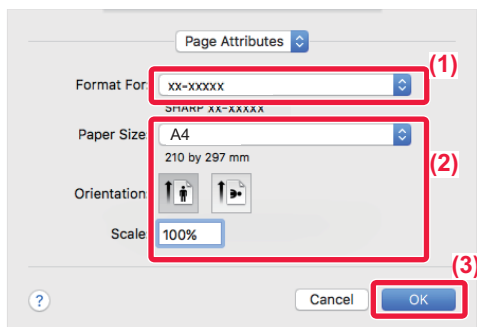 Page Attributes
(1)
Format For: xx-xxxxx
SHARP xx-xxxxx
Paper Size: A4
210 by 297 mm
(2)
Orientation:
Scale: 100%
(3)
? Cancel OK